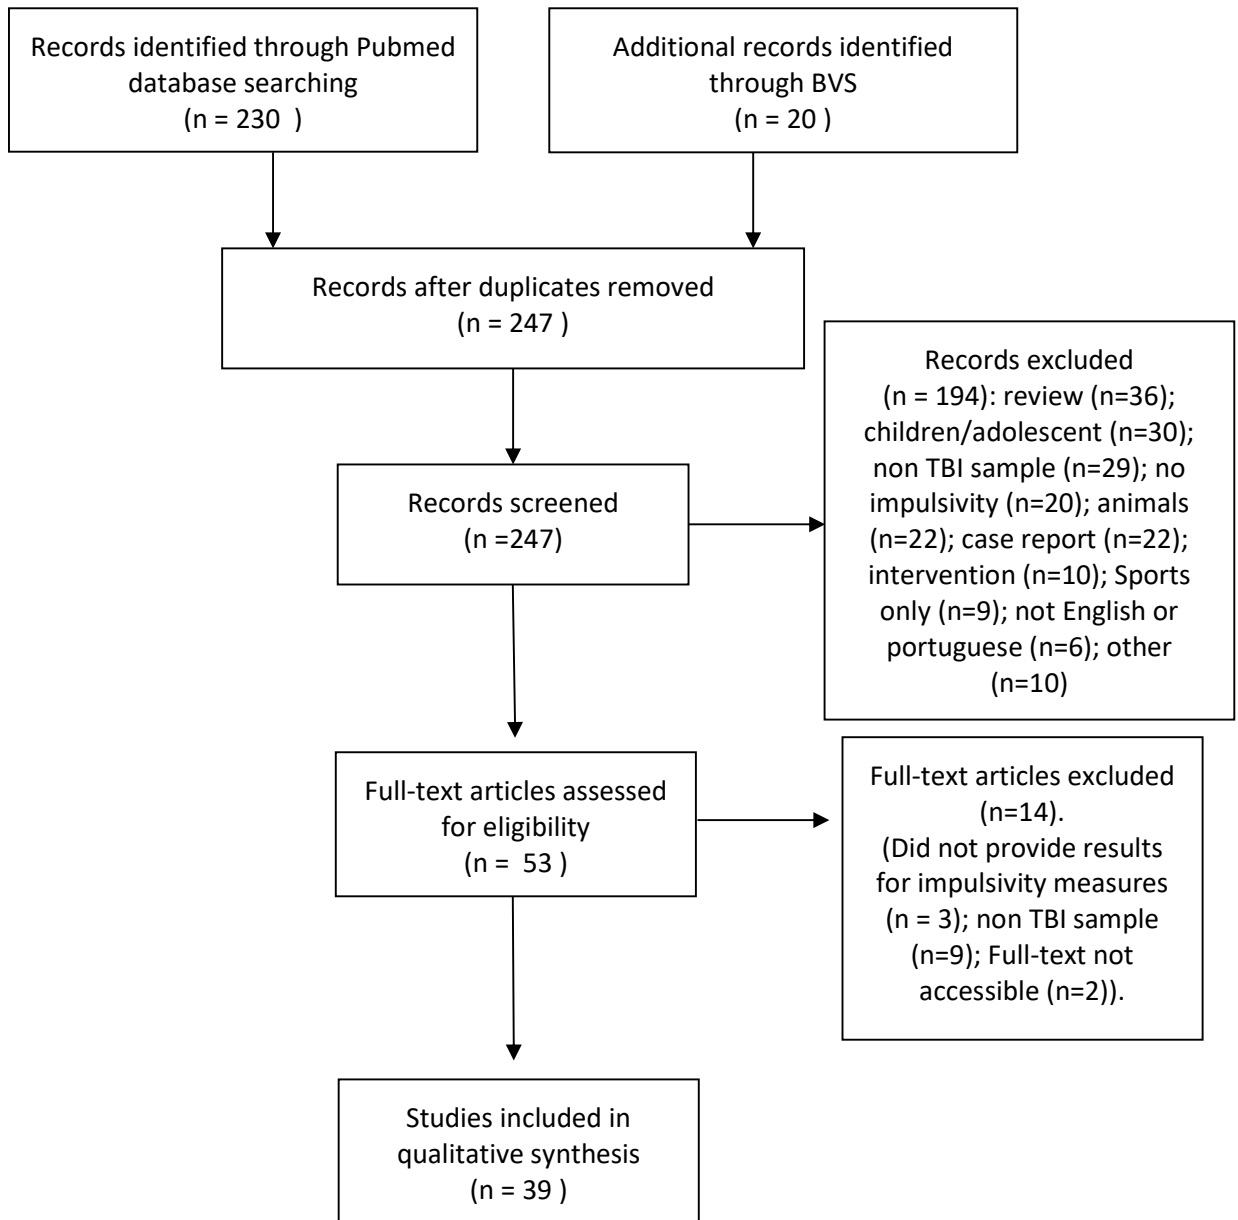 Records identified through Pubmed
database searching
(n = 230  )
Additional records identified
through BVS
(n = 20 )
Records after duplicates removed
(n = 247 )
Records excluded
(n = 194): review (n=36;
children/adolescent (n=30);
non TBI sample (n=29); no
impulsivity (n=20); animals
(n=22); case report (n=22);
intervention (n=10); Sports
only (n=9); not English or
portuguese (n=6); other
(n=10)
Records screened
(n =247)
Full-text articles assessed
for eligibility
(n =  53 )
Full-text articles excluded
(n=14).
(Did not provide results
for impulsivity measures
(n = 3); non TBI sample
(n=9); Full-text not
accessible (n=2)).
Studies included in
qualitative synthesis
(n = 39 )